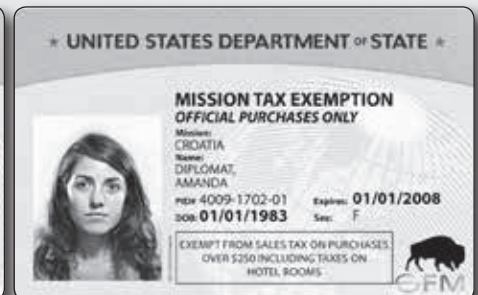 ★ UNITED STATES DEPARTMENT OF STATE ★
MISSION TAX EXEMPTION
OFFICIAL PURCHASES ONLY
Mission:
CROATIA
Name:
DIPLOMAT,
AMANDA
PID# 4009-1702-01 Expires: 01/01/2008
DOB: 01/01/1983 Sex: F
EXEMPT FROM SALES TAX ON PURCHASES
OVER $250 INCLUDING TAXES ON
HOTEL ROOMS
OFM